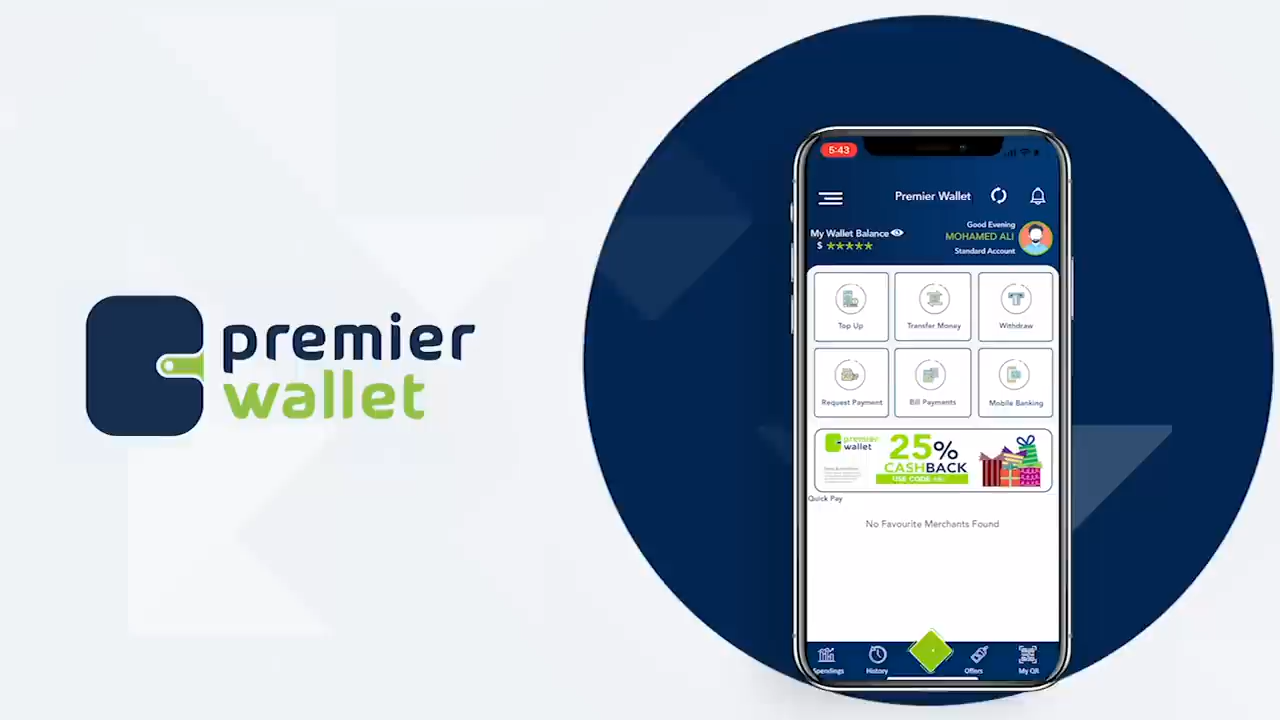 premier
wallet
5:43
Premier Wallet
My Wallet Balance
$ ★★★★★
Good Evening
MOHAMED ALI
Standard Account
Top Up
Transfer Money
Withdraw
Request Payment
Bill Payments
Mobile Banking
premier
wallet
25%
CASHBACK
USE CODE
Quick Pay
No Favourite Merchants Found
Spendings
History
Offers
My QR